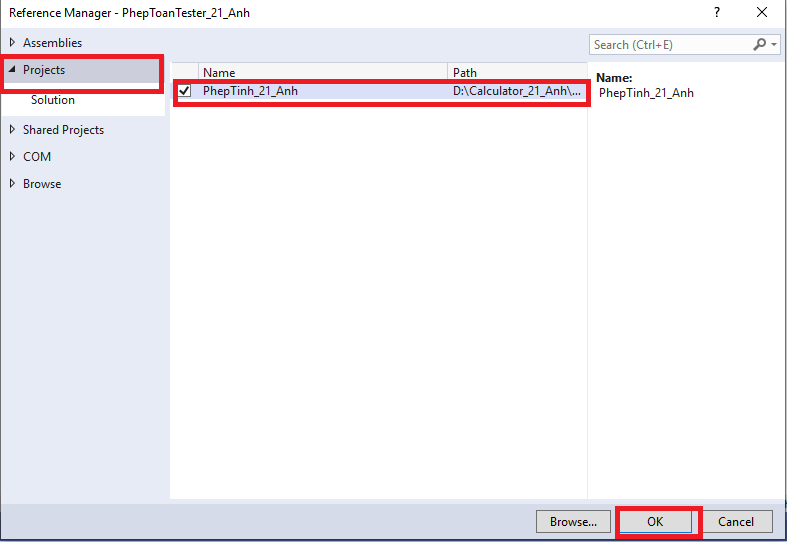 Reference Manager - PhepToanTester_21_Anh
?
Assemblies
Projects
Solution
Shared Projects
COM
Browse
Name
Path
PhepTinh_21_Anh
D:\Calculator_21_Anh\...
Search (Ctrl+E)
Name:
PhepTinh_21_Anh
Browse...
OK
Cancel